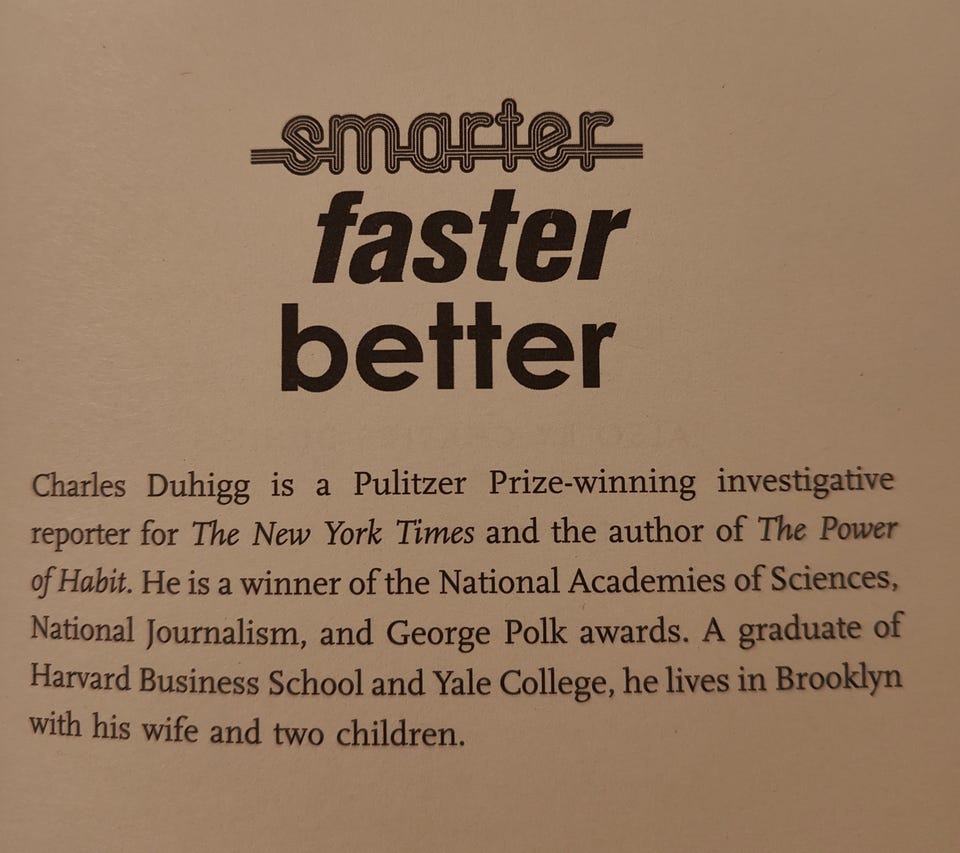 smarter
faster
better
Charles Duhigg is a Pulitzer Prize-winning investigative
reporter for The New York Times and the author of The Power
of Habit. He is a winner of the National Academies of Sciences,
National Journalism, and George Polk awards. A graduate of
Harvard Business School and Yale College, he lives in Brooklyn
with his wife and two children.